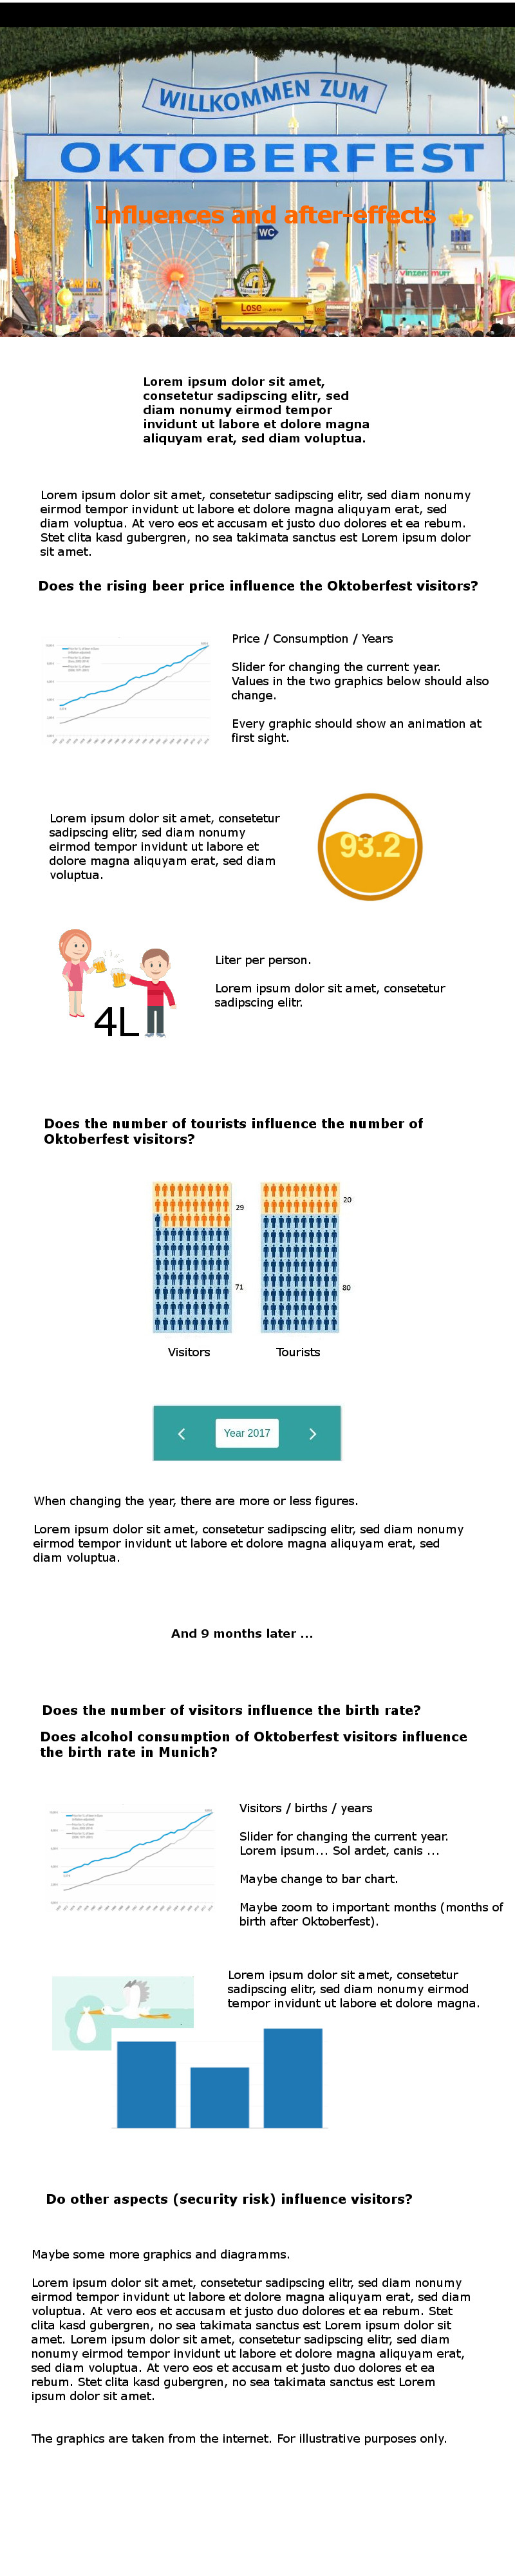 WILLKOMMEN ZUM
OKTOBERFEST
Influences and after-effects
WC
Lose
Lorem ipsum dolor sit amet,
consetetur sadipscing elitr, sed
diam nonumy eirmod tempor
invidunt ut labore et dolore magna
aliquyam erat, sed diam voluptua.
Lorem ipsum dolor sit amet, consetetur sadipscing elitr, sed diam nonumy
eirmod tempor invidunt ut labore et dolore magna aliquyam erat, sed
diam voluptua. At vero eos et accusam et justo duo dolores et ea rebum.
Stet clita kasd gubergren, no sea takimata sanctus est Lorem ipsum dolor
sit amet.
Does the rising beer price influence the Oktoberfest visitors?
Price / Consumption / Years
Slider for changing the current year.
Values in the two graphics below should also
change.
Every graphic should show an animation at
first sight.
Lorem ipsum dolor sit amet, consetetur
sadipscing elitr, sed diam nonumy
eirmod tempor invidunt ut labore et
dolore magna aliquyam erat, sed diam
voluptua.
93.2
4L
Liter per person.
Lorem ipsum dolor sit amet, consetetur
sadipscing elitr.
Does the number of tourists influence the number of
Oktoberfest visitors?
29
20
71
80
Visitors
Tourists
Year 2017
When changing the year, there are more or less figures.
Lorem ipsum dolor sit amet, consetetur sadipscing elitr, sed diam nonumy
eirmod tempor invidunt ut labore et dolore magna aliquyam erat, sed
diam voluptua.
And 9 months later ...
Does the number of visitors influence the birth rate?
Does alcohol consumption of Oktoberfest visitors influence
the birth rate in Munich?
Visitors / births / years
Slider for changing the current year.
Lorem ipsum... Sol ardet, canis ...
Maybe change to bar chart.
Maybe zoom to important months (months of
birth after Oktoberfest).
Lorem ipsum dolor sit amet, consetetur
sadipscing elitr, sed diam nonumy eirmod
tempor invidunt ut labore et dolore magna.
Do other aspects (security risk) influence visitors?
Maybe some more graphics and diagramms.
Lorem ipsum dolor sit amet, consetetur sadipscing elitr, sed diam nonumy
eirmod tempor invidunt ut labore et dolore magna aliquyam erat, sed diam
voluptua. At vero eos et accusam et justo duo dolores et ea rebum. Stet
clita kasd gubergren, no sea takimata sanctus est Lorem ipsum dolor sit
amet. Lorem ipsum dolor sit amet, consetetur sadipscing elitr, sed diam
nonumy eirmod tempor invidunt ut labore et dolore magna aliquyam erat,
sed diam voluptua. At vero eos et accusam et justo duo dolores et ea
rebum. Stet clita kasd gubergren, no sea takimata sanctus est Lorem
ipsum dolor sit amet.
The graphics are taken from the internet. For illustrative purposes only.